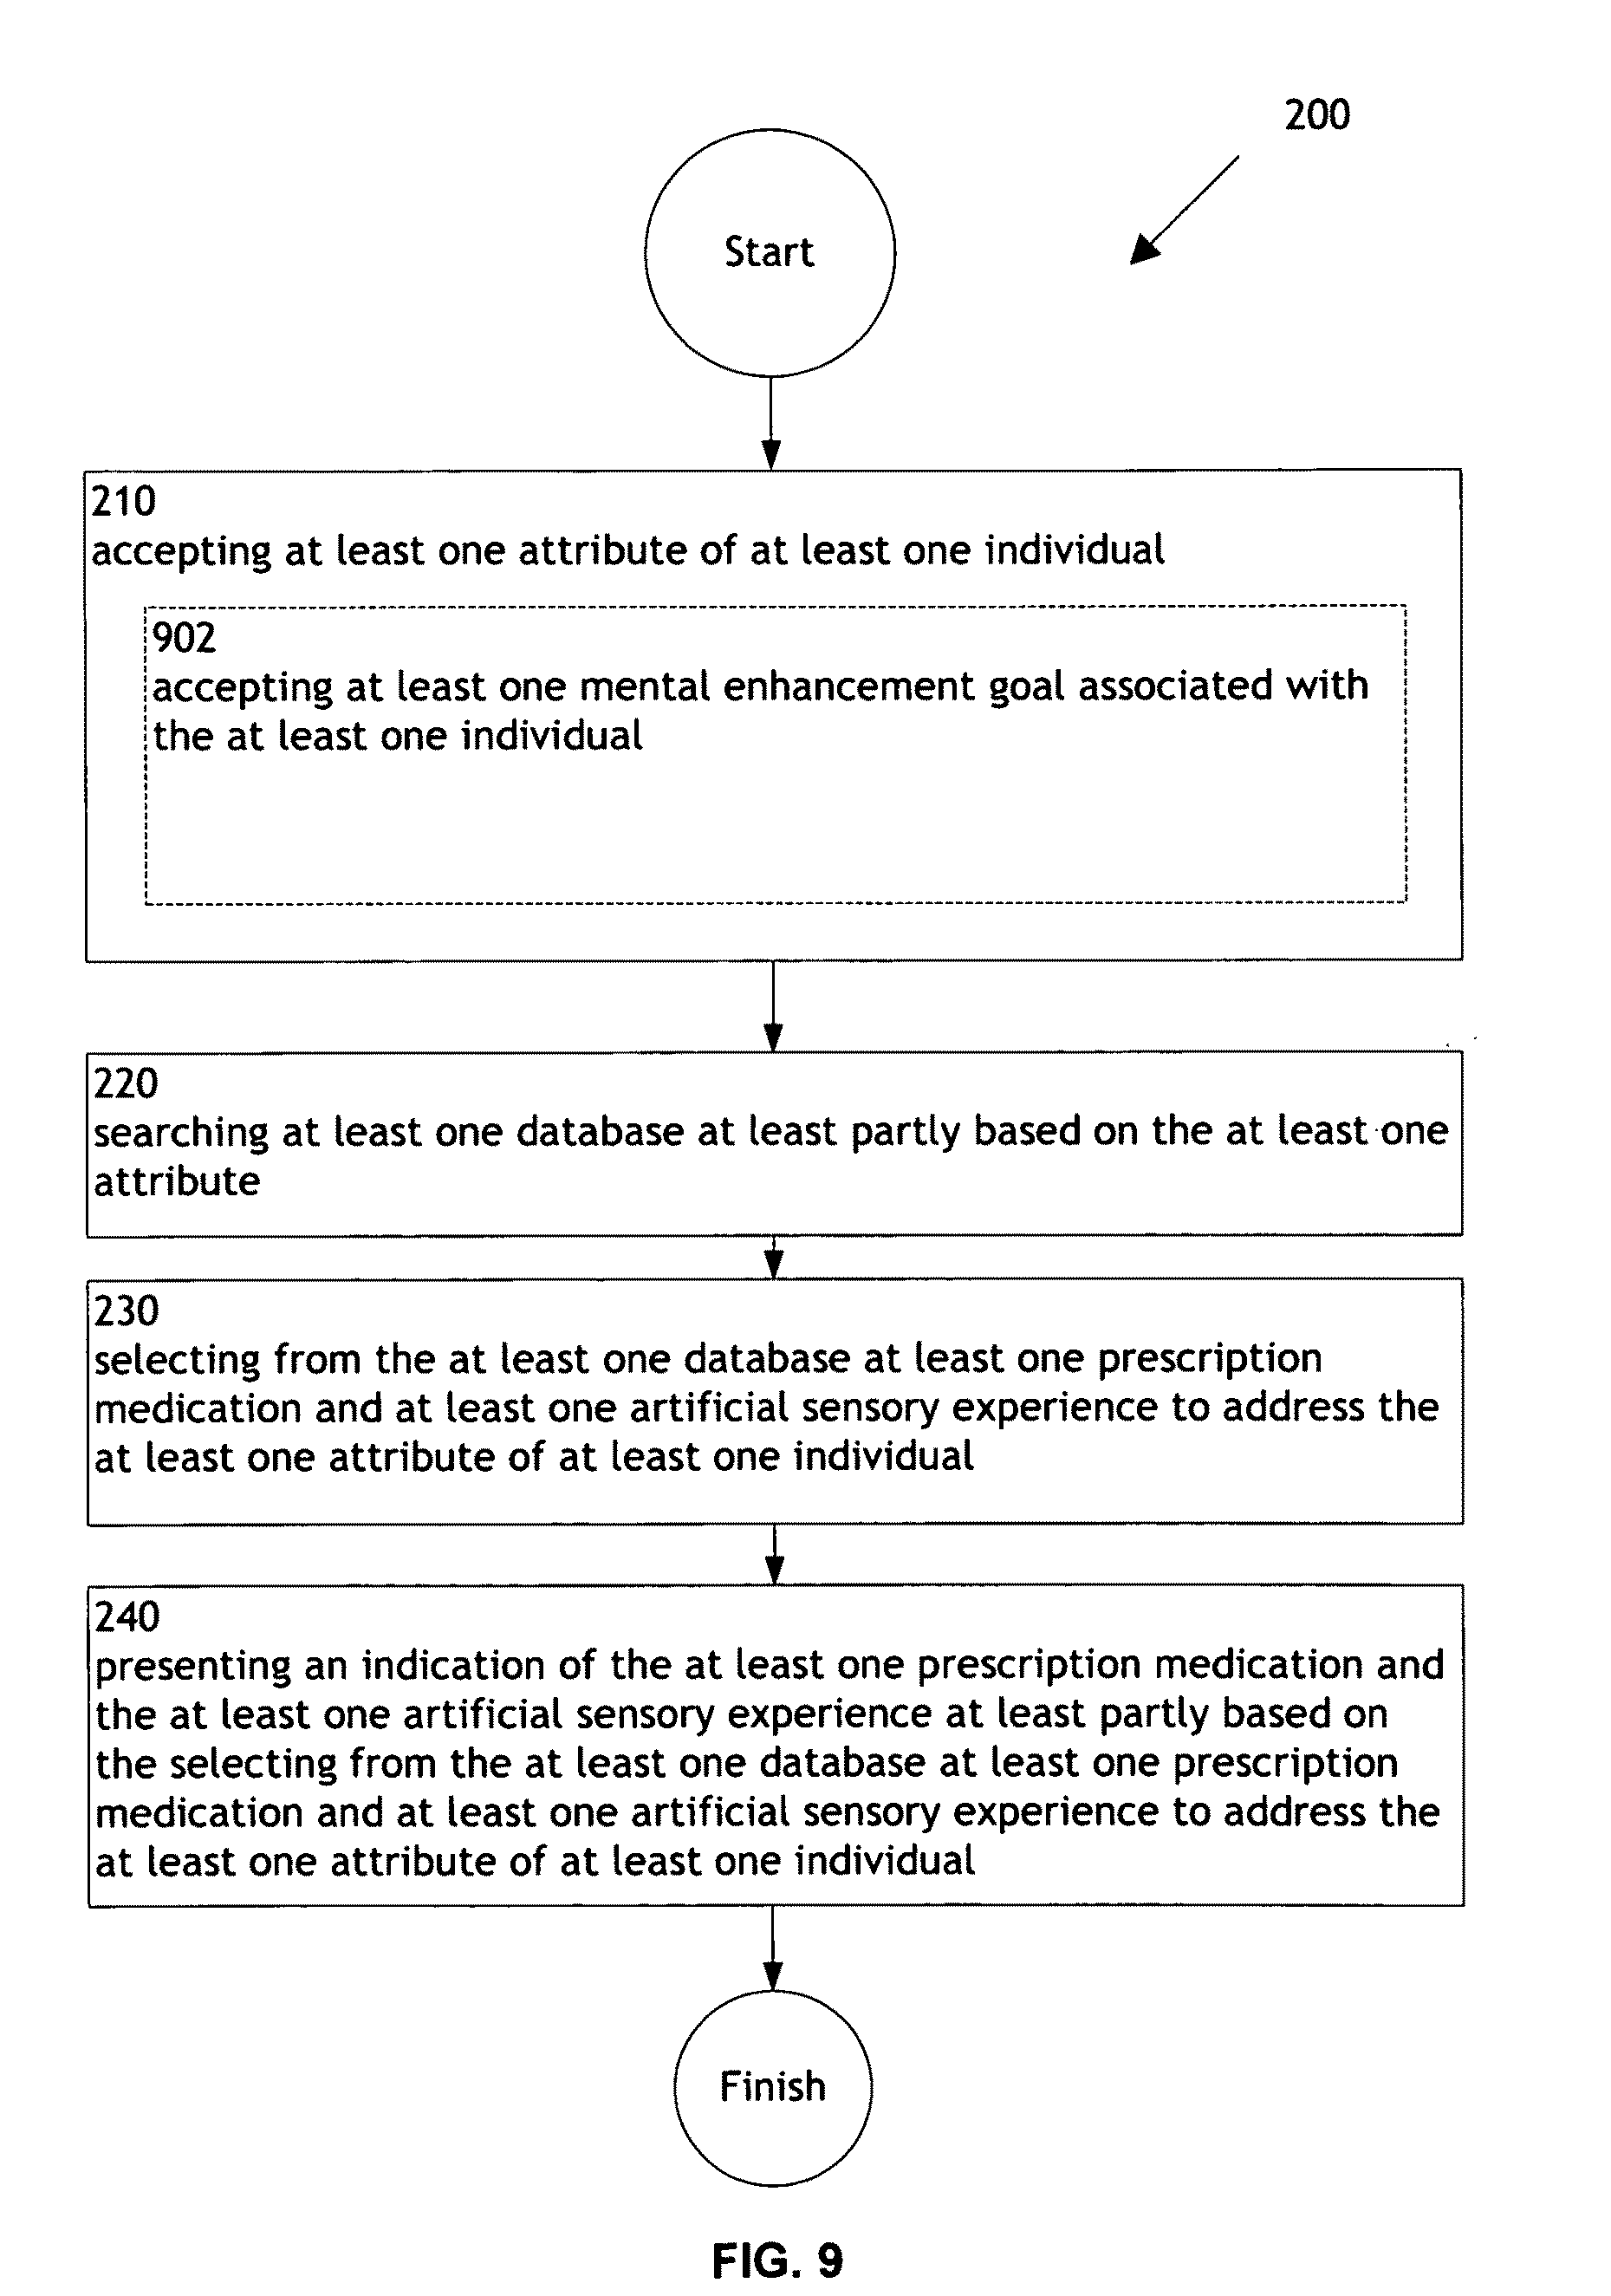 200
Start
210
accepting at least one attribute of at least one individual
902
accepting at least one mental enhancement goal associated with
the at least one individual
220
searching at least one database at least partly based on the at least one
attribute
230
selecting from the at least one database at least one prescription
medication and at least one artificial sensory experience to address the
at least one attribute of at least one individual
240
presenting an indication of the at least one prescription medication and
the at least one artificial sensory experience at least partly based on
the selecting from the at least one database at least one prescription
medication and at least one artificial sensory experience to address the
at least one attribute of at least one individual
Finish
FIG. 9